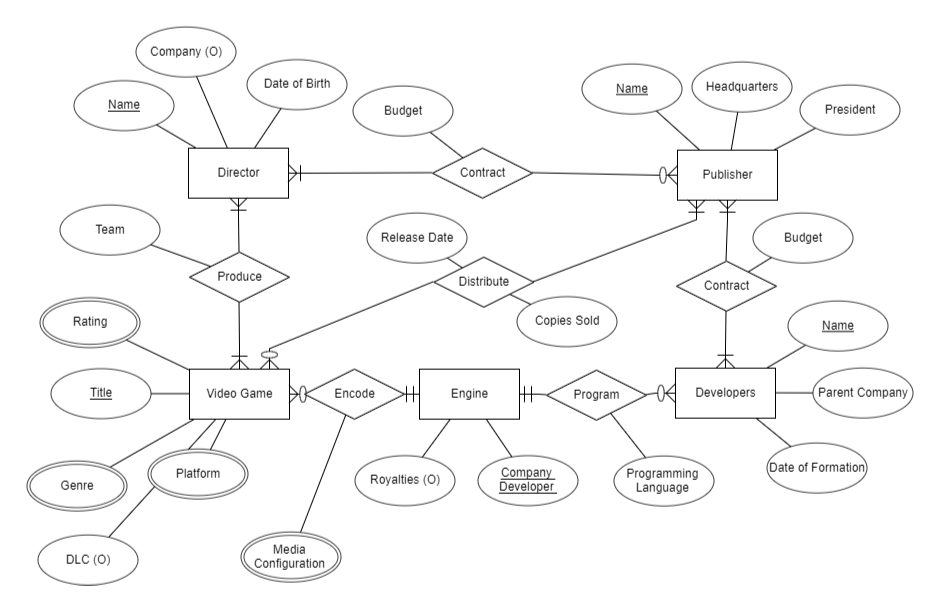 Company (O)
Date of Birth
Name
Budget
Name
Headquarters
President
Director
Contract
Publisher
Team
Release Date
Budget
Produce
Distribute
Contract
Rating
Copies Sold
Name
Title
Video Game
Encode
Engine
Program
Developers
Parent Company
Genre
Platform
Royalties (O)
Company
Developer
Programming
Language
Date of Formation
DLC (O)
Media
Configuration